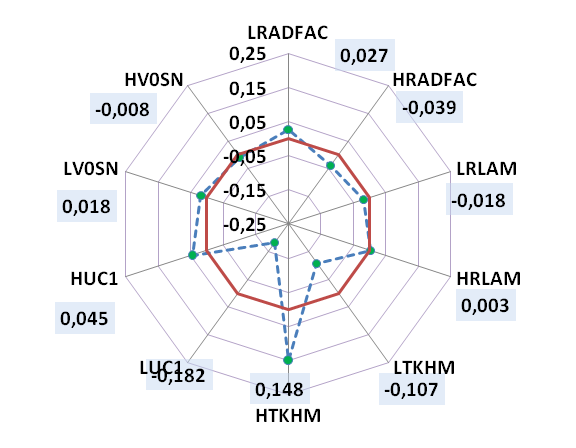 LRADFAC
0,25
0,027
HV0SN
HRADFAC
0,15
-0,008
-0,039
0,05
-0,05
LV0SN
LRLAM
-0,15
0,018
-0,018
-0,25
HUC1
HRLAM
0,045
0,003
LUC1
LTKHM
-0,182
0,148
-0,107
HTKHM